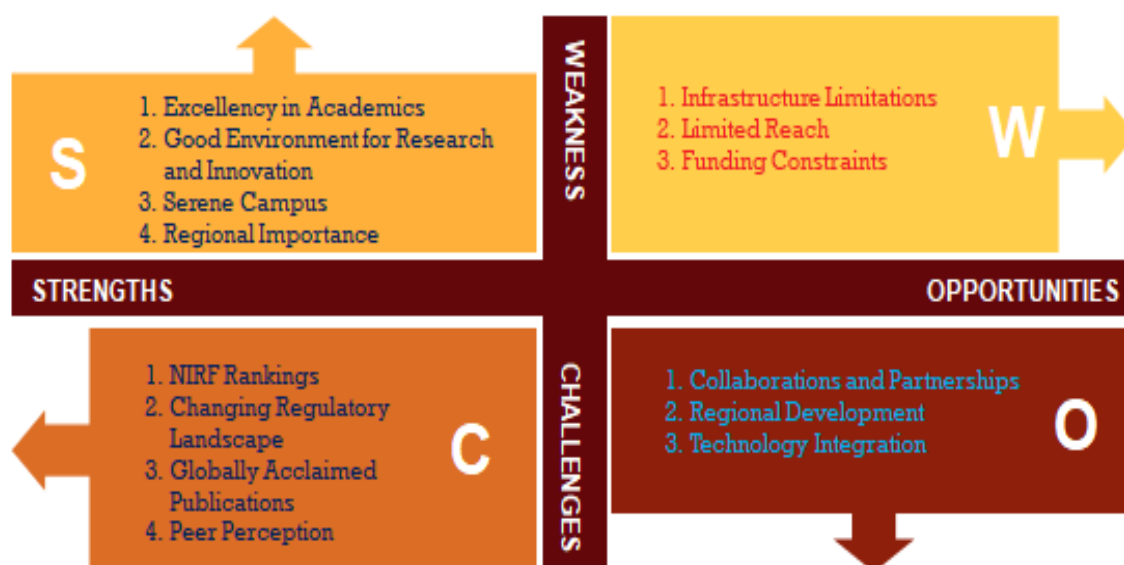 S
1. Excellency in Academics
2. Good Environment for Research
and Innovation
3. Serene Campus
4. Regional Importance
WEAKNESS
1. Infrastructure Limitations
2. Limited Reach
3. Funding Constraints
W
STRENGTHS
OPPORTUNITIES
1. NIRF Rankings
2. Changing Regulatory
Landscape
3. Globally Acclaimed
Publications
4. Peer Perception
C
CHALLENGES
1. Collaborations and Partnerships
2. Regional Development
3. Technology Integration
O